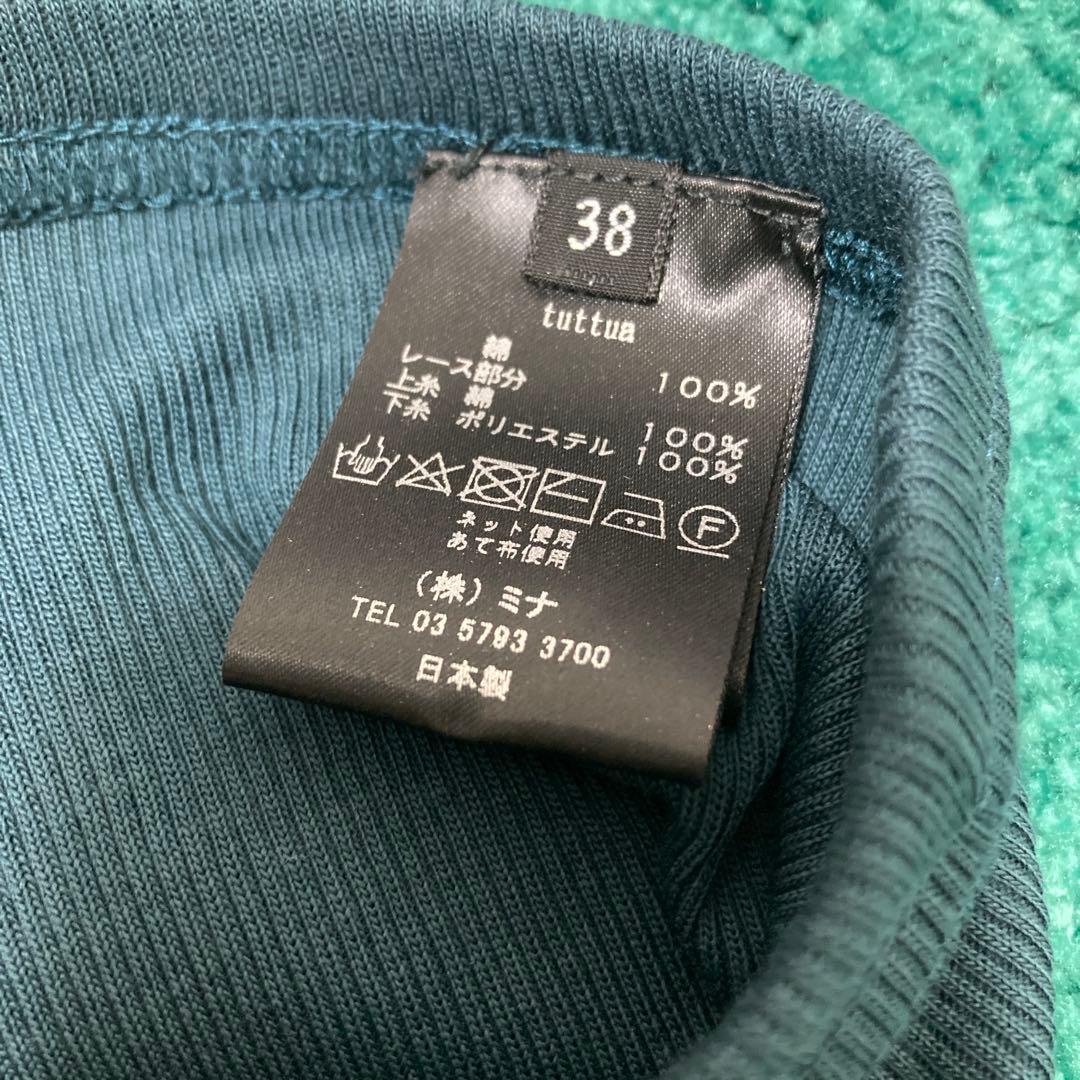 38
tuttua
綿 100%
レース部分
上糸 綿 100%
下糸 ポリエステル 100%
F
ネット使用
あて布使用
(株)ミナ
TEL 03 5793 3700
日本製